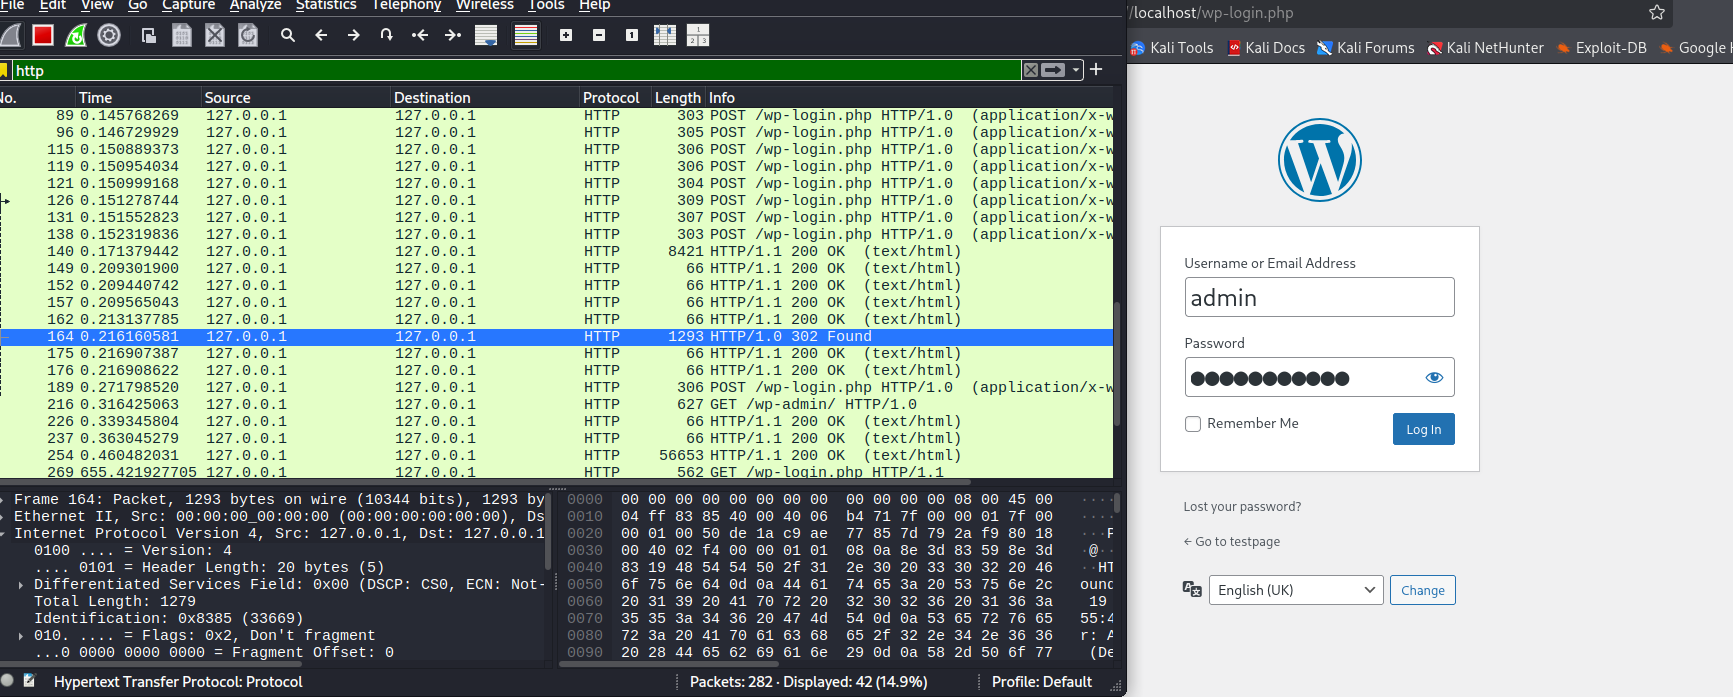 File Edit View Go Capture Analyze Statistics Telephony Wireless Tools Help
http
No. Time Source Destination Protocol Length Info
89 0.145768269 127.0.0.1 127.0.0.1 HTTP 303 POST /wp-login.php HTTP/1.0 (application/x-w
96 0.146729929 127.0.0.1 127.0.0.1 HTTP 305 POST /wp-login.php HTTP/1.0 (application/x-w
115 0.150889373 127.0.0.1 127.0.0.1 HTTP 306 POST /wp-login.php HTTP/1.0 (application/x-w
119 0.150954034 127.0.0.1 127.0.0.1 HTTP 306 POST /wp-login.php HTTP/1.0 (application/x-w
121 0.150999168 127.0.0.1 127.0.0.1 HTTP 304 POST /wp-login.php HTTP/1.0 (application/x-w
126 0.151278744 127.0.0.1 127.0.0.1 HTTP 309 POST /wp-login.php HTTP/1.0 (application/x-w
131 0.151552823 127.0.0.1 127.0.0.1 HTTP 307 POST /wp-login.php HTTP/1.0 (application/x-w
138 0.152319836 127.0.0.1 127.0.0.1 HTTP 303 POST /wp-login.php HTTP/1.0 (application/x-w
140 0.171379442 127.0.0.1 127.0.0.1 HTTP 8421 HTTP/1.1 200 OK (text/html)
149 0.209301900 127.0.0.1 127.0.0.1 HTTP 66 HTTP/1.1 200 OK (text/html)
152 0.209440742 127.0.0.1 127.0.0.1 HTTP 66 HTTP/1.1 200 OK (text/html)
157 0.209565043 127.0.0.1 127.0.0.1 HTTP 66 HTTP/1.1 200 OK (text/html)
162 0.213137785 127.0.0.1 127.0.0.1 HTTP 66 HTTP/1.1 200 OK (text/html)
164 0.216160581 127.0.0.1 127.0.0.1 HTTP 1293 HTTP/1.0 302 Found
175 0.216907387 127.0.0.1 127.0.0.1 HTTP 66 HTTP/1.1 200 OK (text/html)
176 0.216908622 127.0.0.1 127.0.0.1 HTTP 66 HTTP/1.1 200 OK (text/html)
189 0.271798520 127.0.0.1 127.0.0.1 HTTP 306 POST /wp-login.php HTTP/1.0 (application/x-w
216 0.316425063 127.0.0.1 127.0.0.1 HTTP 627 GET /wp-admin/ HTTP/1.0
226 0.339345804 127.0.0.1 127.0.0.1 HTTP 66 HTTP/1.1 200 OK (text/html)
237 0.363045279 127.0.0.1 127.0.0.1 HTTP 66 HTTP/1.1 200 OK (text/html)
254 0.460482031 127.0.0.1 127.0.0.1 HTTP 56653 HTTP/1.1 200 OK (text/html)
269 655.421927705 127.0.0.1 127.0.0.1 HTTP 562 GET /wp-login.php HTTP/1.1
Frame 164: Packet, 1293 bytes on wire (10344 bits), 1293 by
Ethernet II, Src: 00:00:00_00:00:00 (00:00:00:00:00:00), Ds
Internet Protocol Version 4, Src: 127.0.0.1, Dst: 127.0.0.1
0100 .... = Version: 4
.... 0101 = Header Length: 20 bytes (5)
Differentiated Services Field: 0x00 (DSCP: CS0, ECN: Not-
Total Length: 1279
Identification: 0x8385 (33669)
010. .... = Flags: 0x2, Don't fragment
...0 0000 0000 0000 = Fragment Offset: 0
0000 00 00 00 00 00 00 00 00 00 00 00 00 08 00 45 00 ····
0010 04 ff 83 85 40 00 40 06 b4 71 7f 00 00 01 7f 00 ····
0020 00 01 00 50 de 1a c9 ae 77 85 7d 79 2a f9 80 18 ···P
0030 00 40 02 f4 00 00 01 01 08 0a 8e 3d 83 59 8e 3d ·@··
0040 83 19 48 54 54 50 2f 31 2e 30 20 33 30 32 20 46 ··HT
0050 6f 75 6e 64 0d 0a 44 61 74 65 3a 20 53 75 6e 2c ound
0060 20 31 39 20 41 70 72 20 32 30 32 36 20 31 36 3a 19
0070 35 35 3a 34 36 20 47 4d 54 0d 0a 53 65 72 76 65 55:4
0080 72 3a 20 41 70 61 63 68 65 2f 32 2e 34 2e 36 36 r: A
0090 20 28 44 65 62 69 61 6e 29 0d 0a 58 2d 50 6f 77 (De
Hypertext Transfer Protocol: Protocol
Packets: 282 · Displayed: 42 (14.9%)
Profile: Default
/localhost/wp-login.php
Kali Tools Kali Docs Kali Forums Kali NetHunter Exploit-DB Google
Username or Email Address
admin
Password
●●●●●●●●●●●
Remember Me
Log In
Lost your password?
← Go to testpage
English (UK)
Change